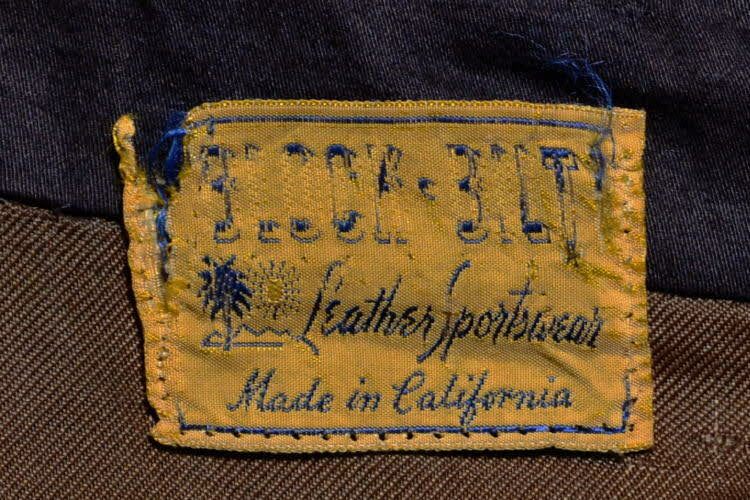 BLOCK-BILT
Leather Sportswear
Made in California